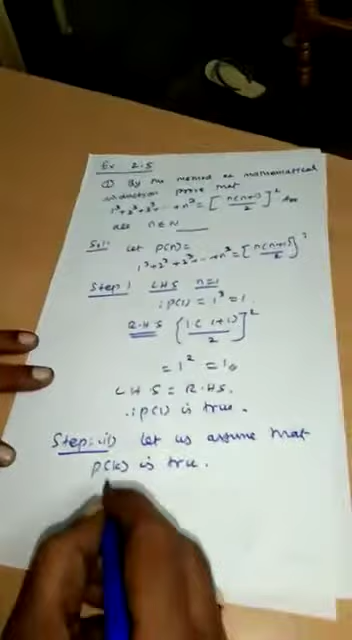 Ex 2.5
① By the method of mathematical
induction prove that
1³+2³+3³+...+n³ = [n(n+1)/2]² for
all n ∈ N
Sol: Let P(n) =
1³+2³+3³...+n³ = [n(n+1)/2]²
Step 1 LHS n=1
: P(1) = 1³ = 1
R.H.S [1(1+1)/2]²
= 1² = 1
LHS = R.HS.
∴ P(1) is true.
Step: ii) let us assume that
P(k) is true.